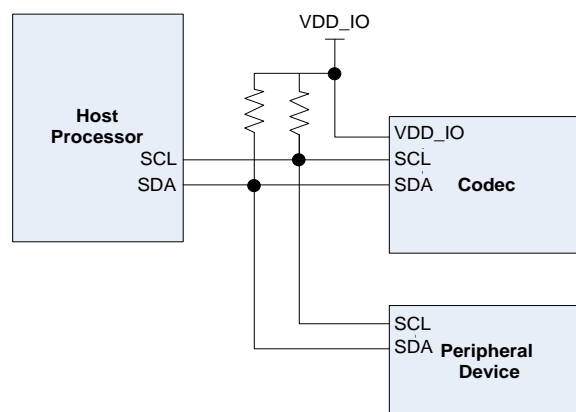 VDD_IO
Host
Processor
SCL
SDA
VDD_IO
SCL
SDA
Codec
SCL
SDA
Peripheral
Device